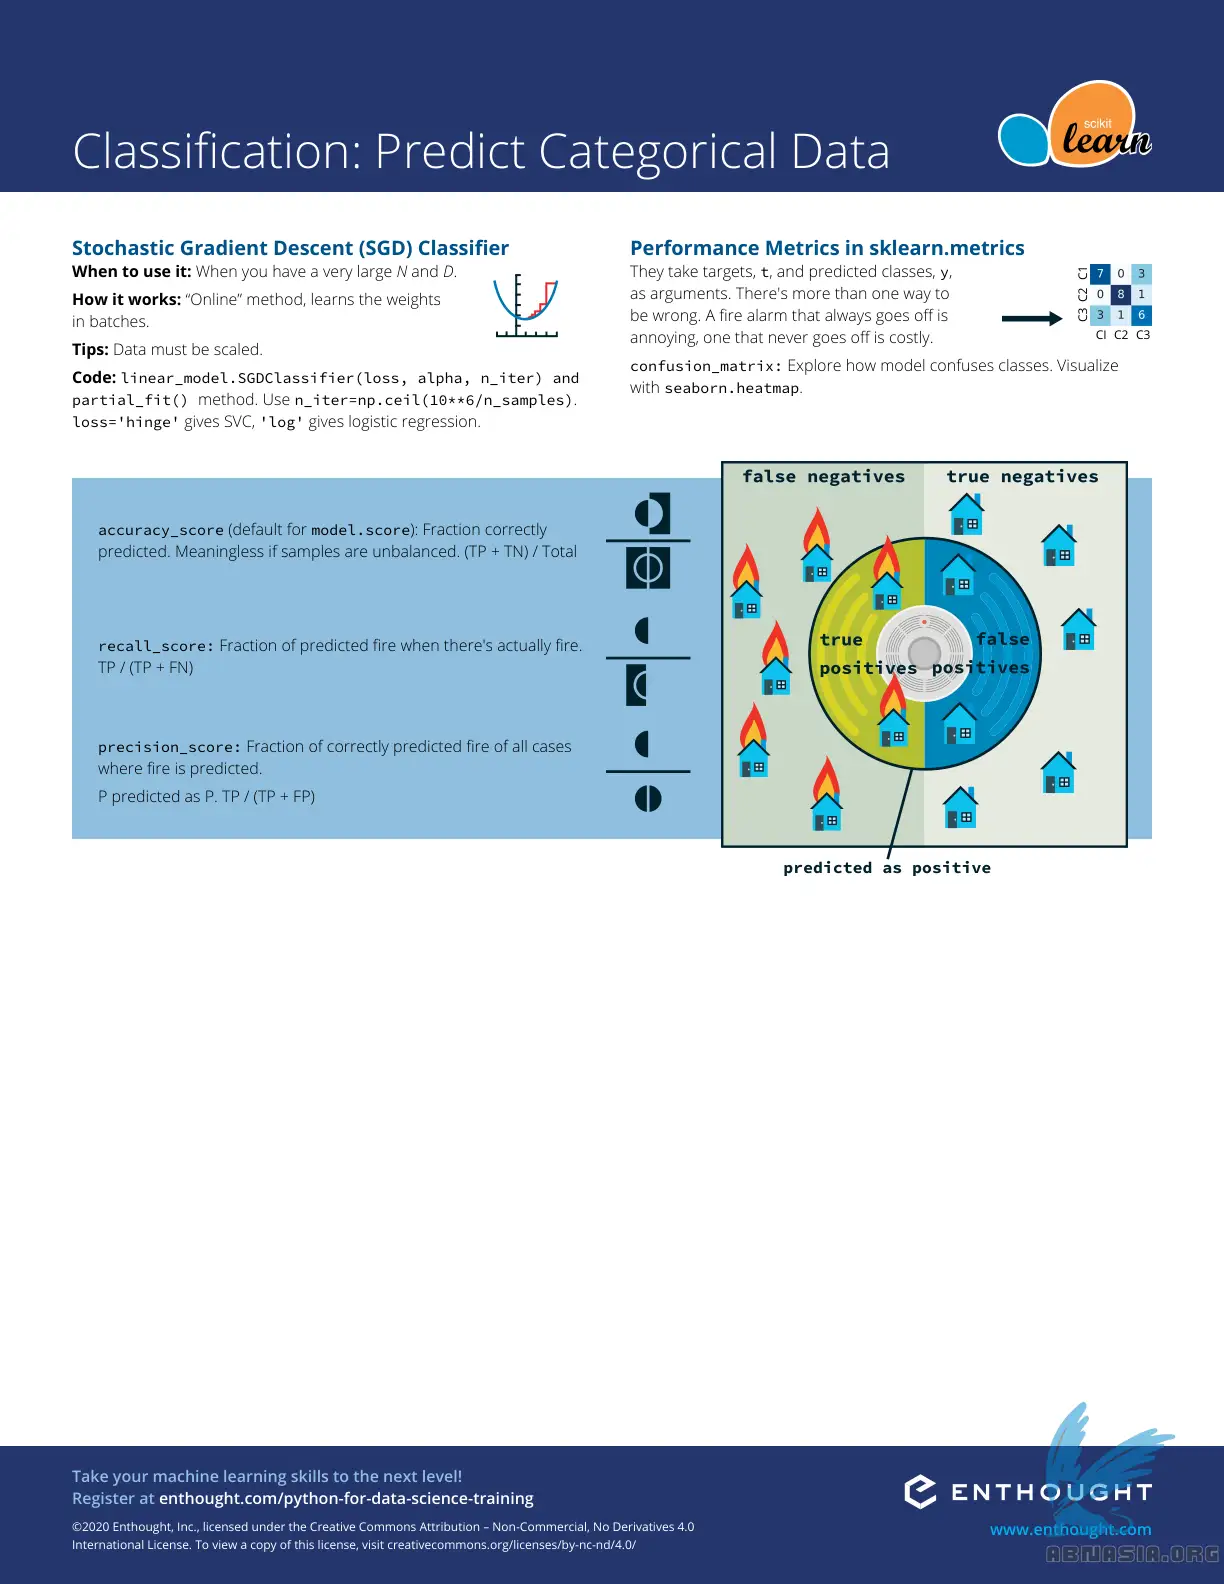 Classification: Predict Categorical Data
scikit
learn
Stochastic Gradient Descent (SGD) Classifier
When to use it: When you have a very large N and D.
How it works: “Online” method, learns the weights
in batches.
Tips: Data must be scaled.
Code: linear_model.SGDClassifier(loss, alpha, n_iter) and
partial_fit() method. Use n_iter=np.ceil(10**6/n_samples).
loss='hinge' gives SVC, 'log' gives logistic regression.
Performance Metrics in sklearn.metrics
They take targets, t, and predicted classes, y,
as arguments. There's more than one way to
be wrong. A fire alarm that always goes off is
annoying, one that never goes off is costly.
confusion_matrix: Explore how model confuses classes. Visualize
with seaborn.heatmap.
C1 7 0 3
C2 0 8 1
C3 3 1 6
C1 C2 C3
accuracy_score (default for model.score): Fraction correctly
predicted. Meaningless if samples are unbalanced. (TP + TN) / Total
recall_score: Fraction of predicted fire when there's actually fire.
TP / (TP + FN)
precision_score: Fraction of correctly predicted fire of all cases
where fire is predicted.
P predicted as P. TP / (TP + FP)
false negatives true negatives
true false
positives positives
predicted as positive
Take your machine learning skills to the next level!
Register at enthought.com/python-for-data-science-training
©2020 Enthought, Inc., licensed under the Creative Commons Attribution – Non-Commercial, No Derivatives 4.0
International License. To view a copy of this license, visit creativecommons.org/licenses/by-nc-nd/4.0/
ENTHOUGHT
www.enthought.com
ABMASIA.ORG